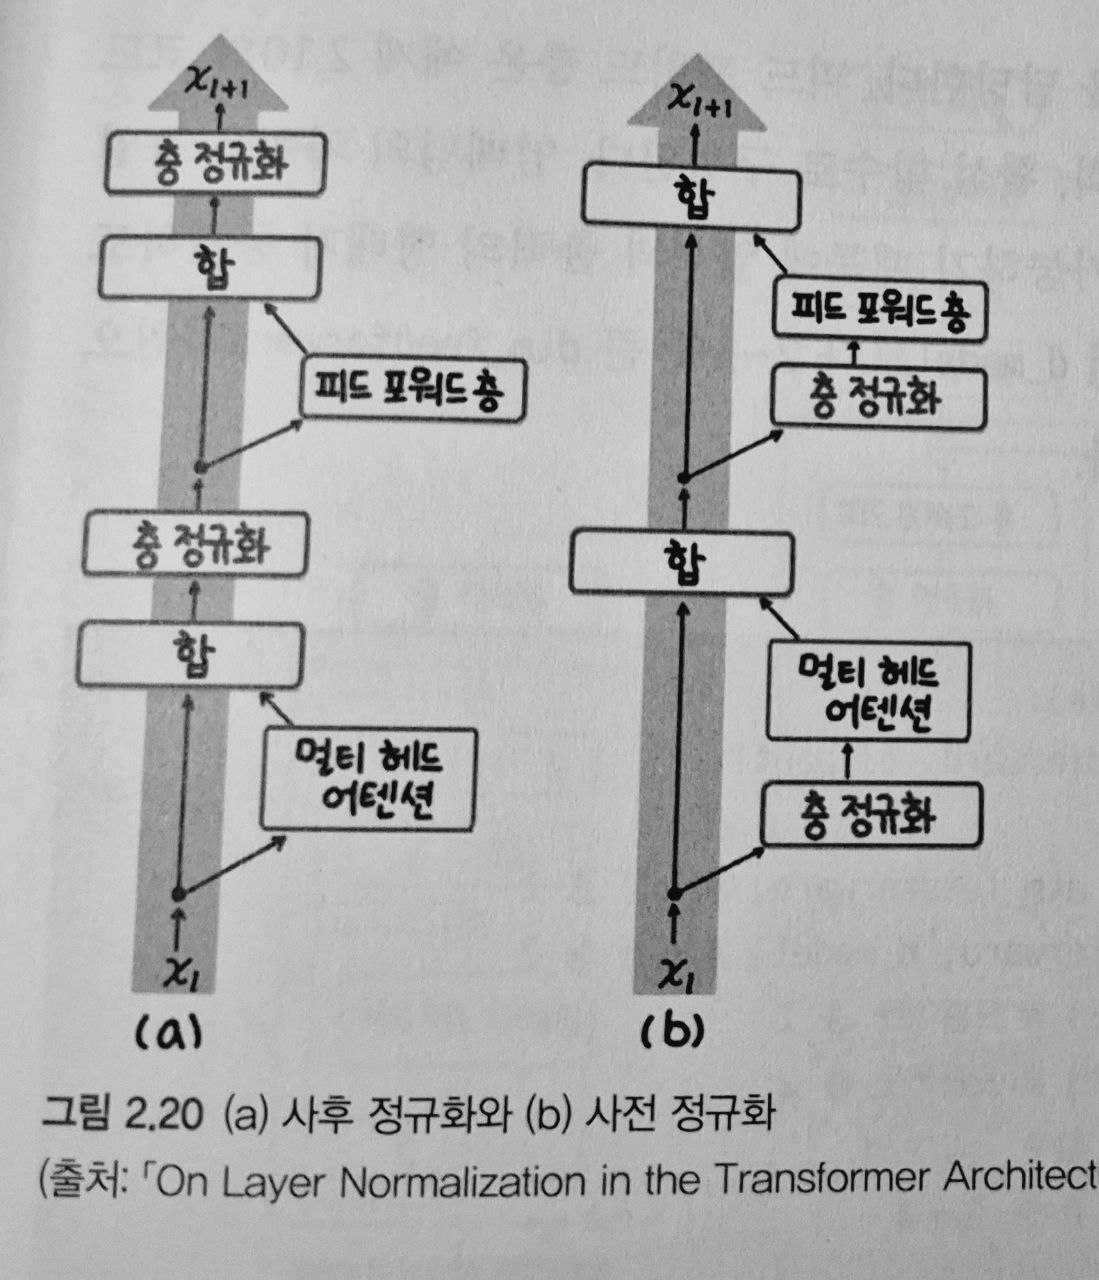 x_{l+1}
층 정규화
합
피드 포워드 층
층 정규화
합
멀티 헤드
어텐션
x_l
(a)
x_{l+1}
합
피드 포워드 층
층 정규화
합
멀티 헤드
어텐션
층 정규화
x_l
(b)
그림 2.20 (a) 사후 정규화와 (b) 사전 정규화
(출처: 「On Layer Normalization in the Transformer Architect